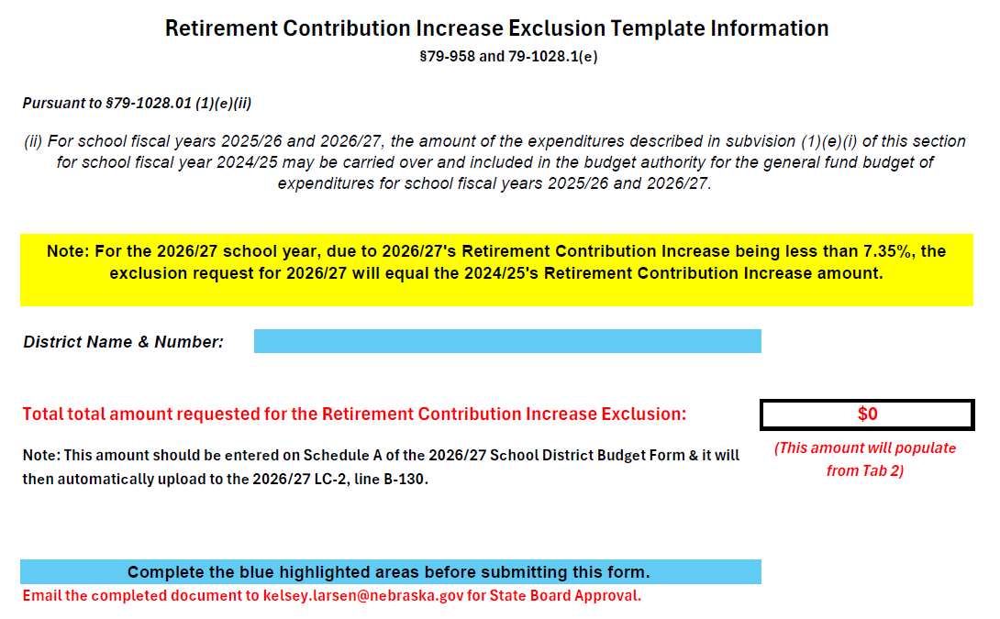 Retirement Contribution Increase Exclusion Template Information
§79-958 and 79-1028.1(e)
Pursuant to §79-1028.01 (1)(e)(ii)
(ii) For school fiscal years 2025/26 and 2026/27, the amount of the expenditures described in subvision (1)(e)(i) of this section
for school fiscal year 2024/25 may be carried over and included in the budget authority for the general fund budget of
expenditures for school fiscal years 2025/26 and 2026/27.
Note: For the 2026/27 school year, due to 2026/27's Retirement Contribution Increase being less than 7.35%, the
exclusion request for 2026/27 will equal the 2024/25's Retirement Contribution Increase amount.
District Name & Number:
Total total amount requested for the Retirement Contribution Increase Exclusion:
$0
Note: This amount should be entered on Schedule A of the 2026/27 School District Budget Form & it will
then automatically upload to the 2026/27 LC-2, line B-130.
(This amount will populate
from Tab 2)
Complete the blue highlighted areas before submitting this form.
Email the completed document to kelsey.larsen@nebraska.gov for State Board Approval.